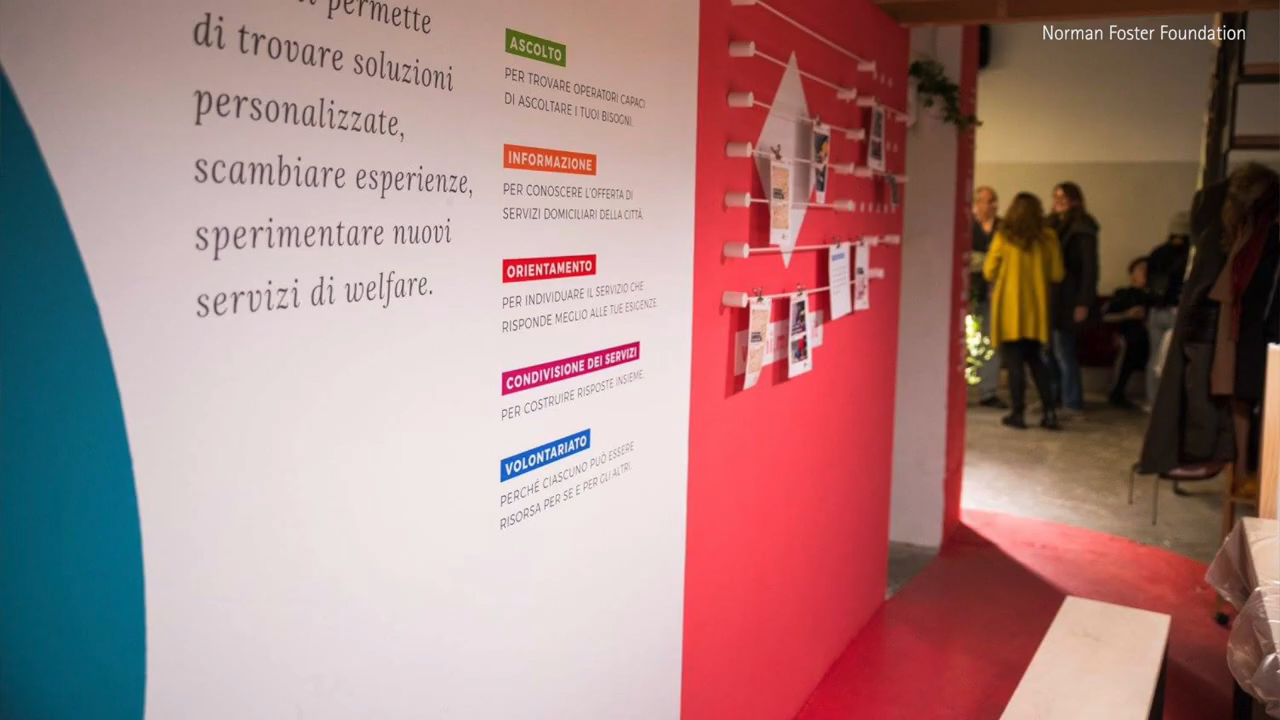 permette
di trovare soluzioni
personalizzate,
scambiare esperienze,
sperimentare nuovi
servizi di welfare.
ASCOLTO
PER TROVARE OPERATORI CAPACI
DI ASCOLTARE I TUOI BISOGNI.
INFORMAZIONE
PER CONOSCERE L'OFFERTA DI
SERVIZI DOMICILIARI DELLA CITTÀ.
ORIENTAMENTO
PER INDIVIDUARE IL SERVIZIO CHE
RISPONDE MEGLIO ALLE TUE ESIGENZE.
CONDIVISIONE DEI SERVIZI
PER COSTRUIRE RISPOSTE INSIEME.
VOLONTARIATO
PERCHÉ CIASCUNO PUÒ ESSERE
RISORSA PER SE E PER GLI ALTRI.
Norman Foster Foundation